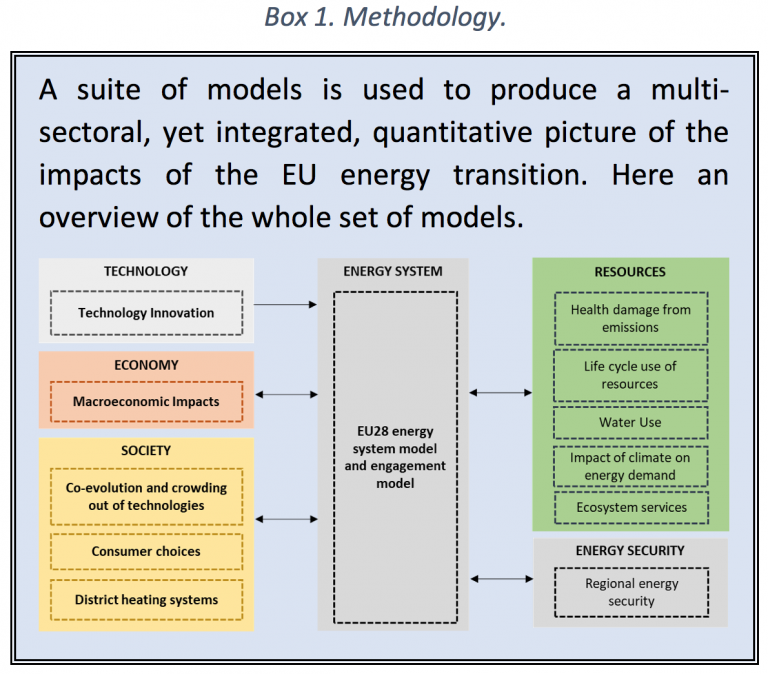 Box 1. Methodology.
A suite of models is used to produce a multi-
sectoral, yet integrated, quantitative picture of the
impacts of the EU energy transition. Here an
overview of the whole set of models.
TECHNOLOGY
Technology Innovation
ECONOMY
Macroeconomic Impacts
SOCIETY
Co-evolution and crowding
out of technologies
Consumer choices
District heating systems
ENERGY SYSTEM
EU28 energy
system model
and engagement
model
RESOURCES
Health damage from
emissions
Life cycle use of
resources
Water Use
Impact of climate on
energy demand
Ecosystem services
ENERGY SECURITY
Regional energy
security